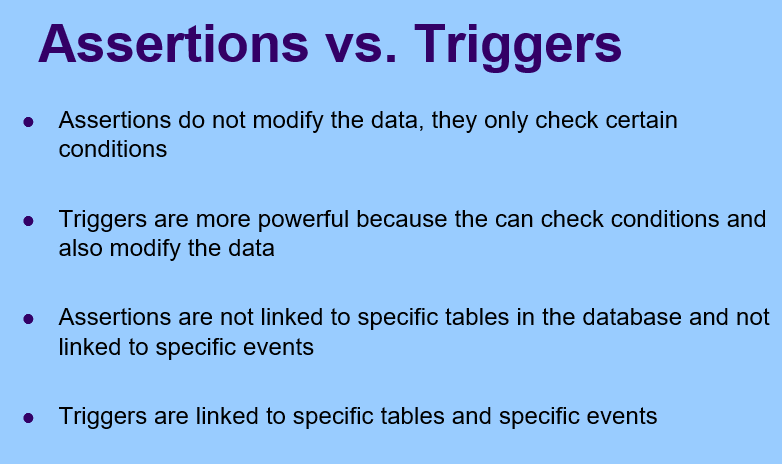 Assertions vs. Triggers
● Assertions do not modify the data, they only check certain
conditions
● Triggers are more powerful because the can check conditions and
also modify the data
● Assertions are not linked to specific tables in the database and not
linked to specific events
● Triggers are linked to specific tables and specific events